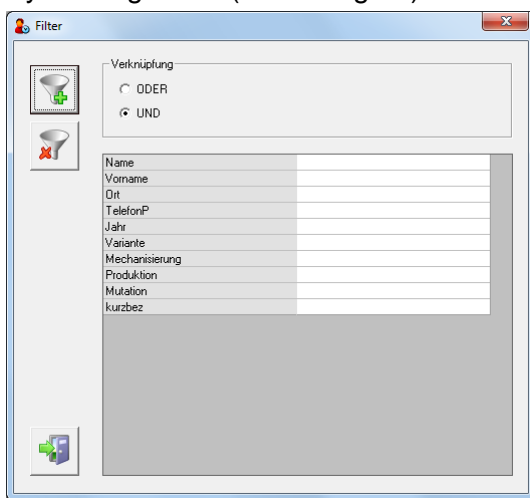 Filter
Verknüpfung
ODER
UND
Name
Vorname
Ort
TelefonP
Jahr
Variante
Mechanisierung
Produktion
Mutation
kurzbez